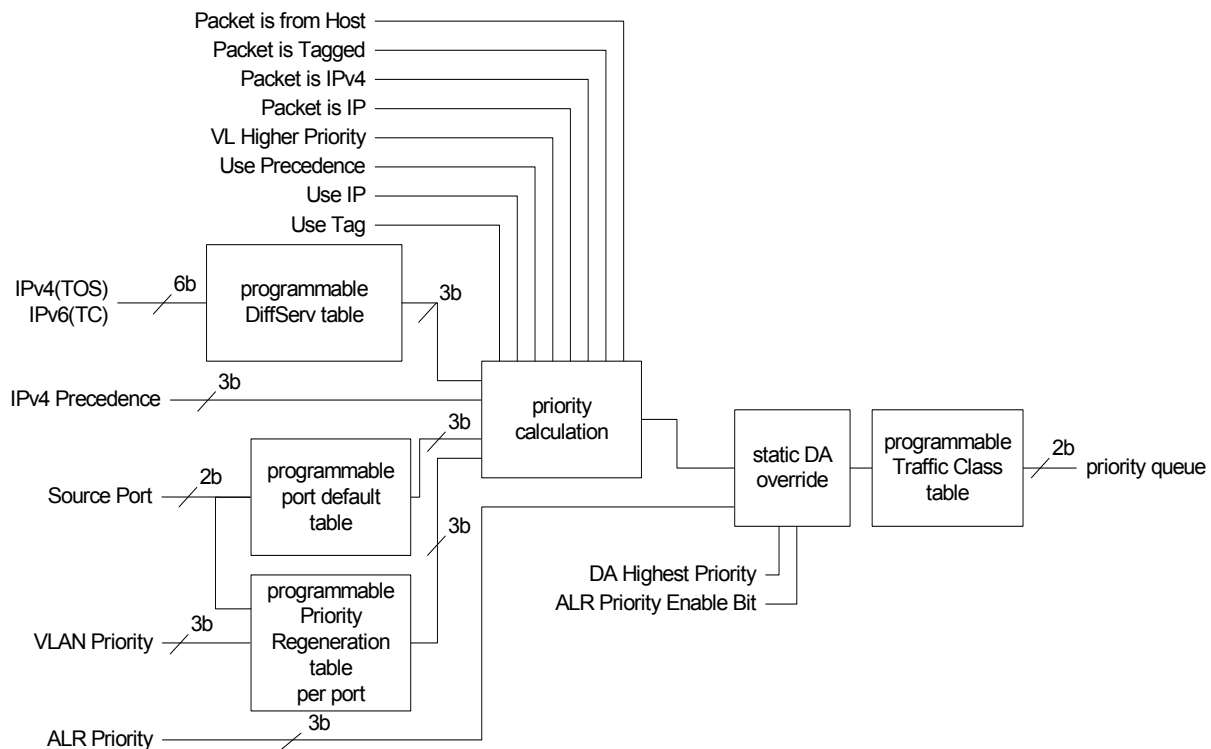 Packet is from Host
Packet is Tagged
Packet is IPv4
Packet is IP
VL Higher Priority
Use Precedence
Use IP
Use Tag
IPv4(TOS)
IPv6(TC)
6b
programmable
DiffServ table
3b
IPv4 Precedence
3b
priority
calculation
Source Port
2b
programmable
port default
table
3b
3b
static DA
override
programmable
Traffic Class
table
2b
priority queue
DA Highest Priority
ALR Priority Enable Bit
VLAN Priority
3b
programmable
Priority
Regeneration
table
per port
ALR Priority
3b